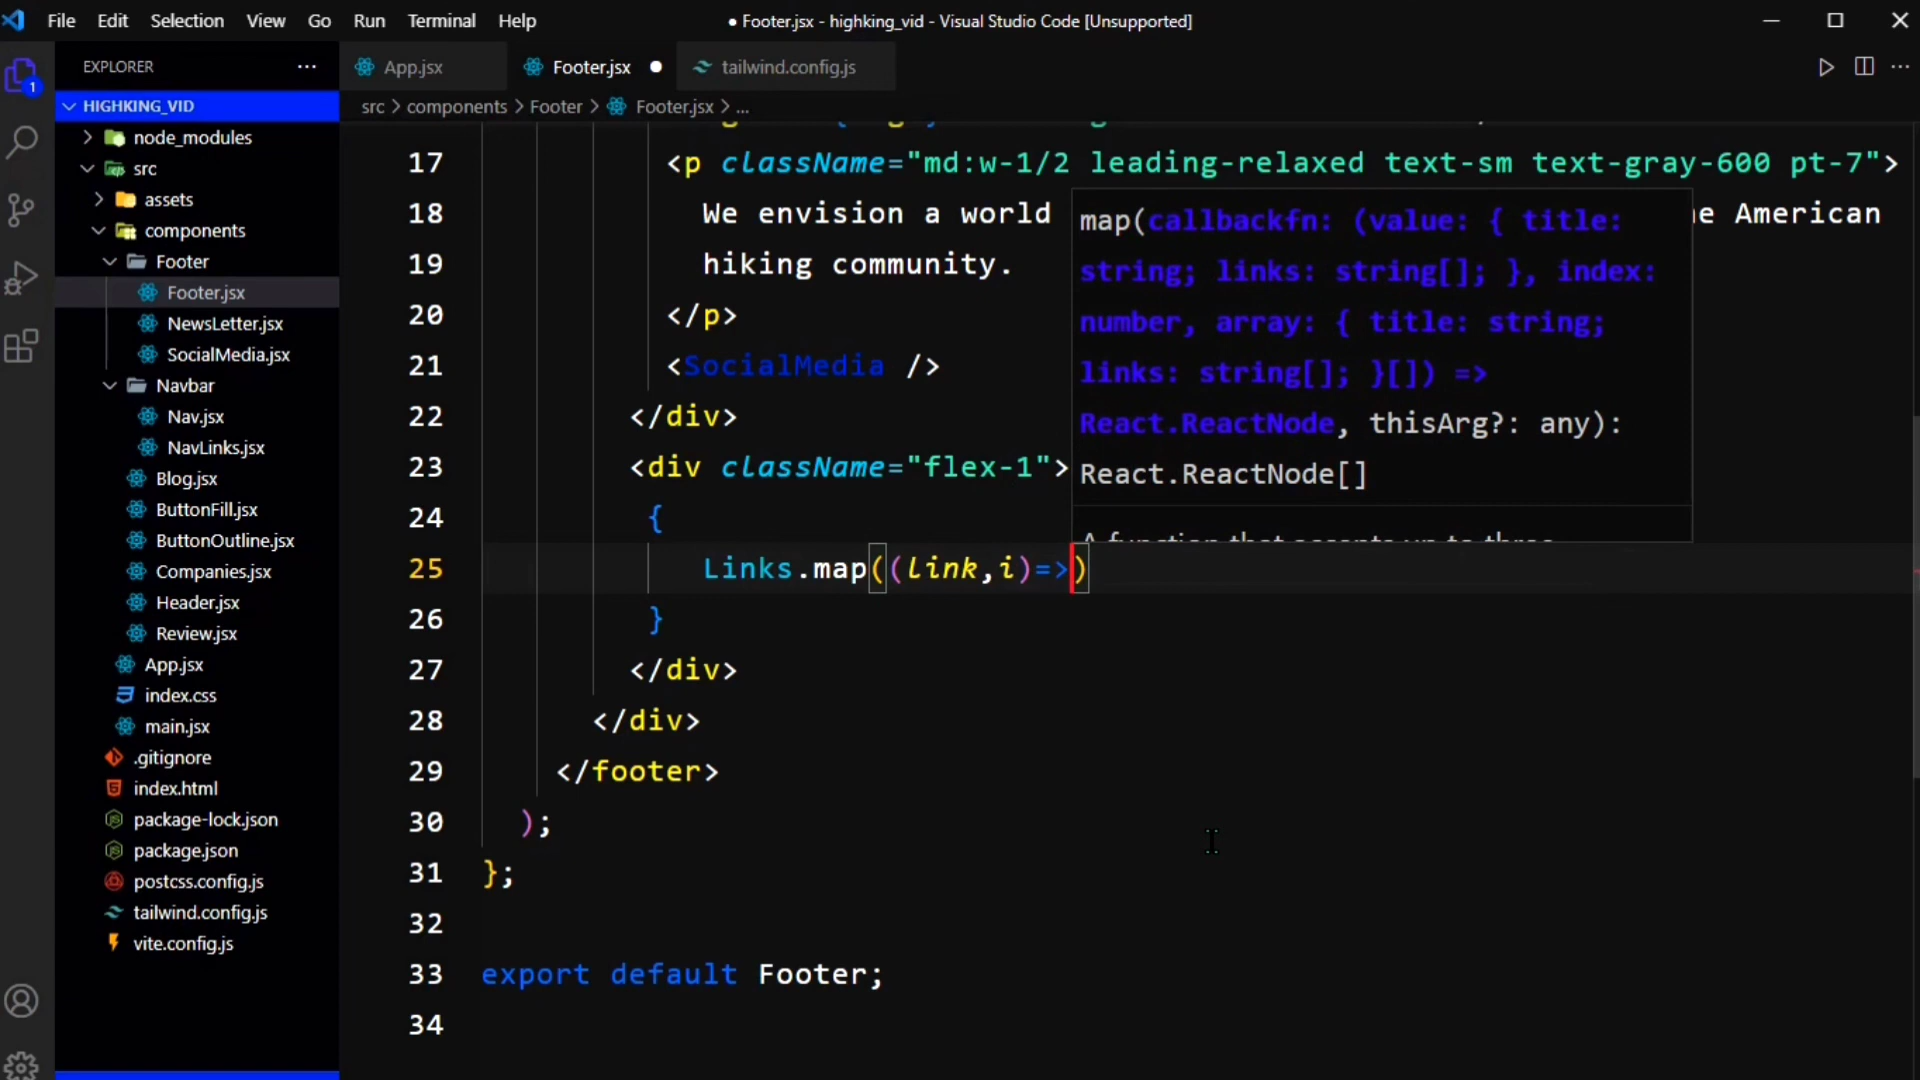 File Edit Selection View Go Run Terminal Help
● Footer.jsx - highking_vid - Visual Studio Code [Unsupported]
EXPLORER ···
App.jsx
Footer.jsx
tailwind.config.js
1
HIGHKING_VID
src > components > Footer > Footer.jsx > ...
node_modules
src
assets
components
Footer
Footer.jsx
NewsLetter.jsx
SocialMedia.jsx
Navbar
Nav.jsx
NavLinks.jsx
Blog.jsx
ButtonFill.jsx
ButtonOutline.jsx
Companies.jsx
Header.jsx
Review.jsx
App.jsx
index.css
main.jsx
.gitignore
index.html
package-lock.json
package.json
postcss.config.js
tailwind.config.js
vite.config.js
17 <p className="md:w-1/2 leading-relaxed text-sm text-gray-600 pt-7">
18 We envision a world American
19 hiking community.
20 </p>
21 <SocialMedia />
22 </div>
23 <div className="flex-1">
24 {
25 Links.map((link,i)=>)
26 }
27 </div>
28 </div>
29 </footer>
30 );
31 };
32
33 export default Footer;
34
map(callbackfn: (value: { title:
string; links: string[]; }, index:
number, array: { title: string;
links: string[]; }[]) =>
React.ReactNode, thisArg?: any):
React.ReactNode[]
A function that accepts up to three